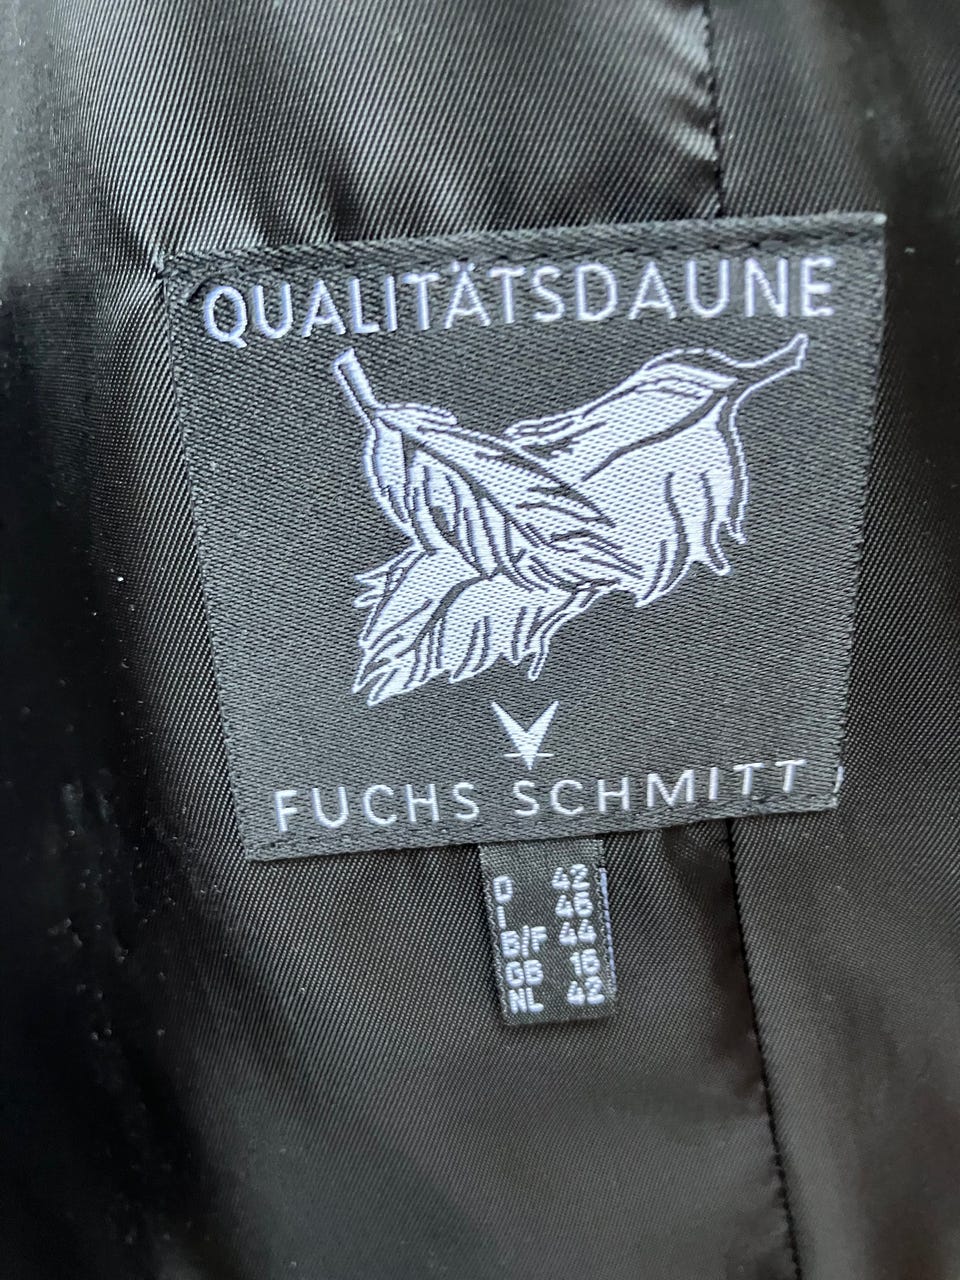 QUALITÄTSDAUNE
FUCHS SCHMITT
D 42
I 46
B/F 44
GB 16
NL 42